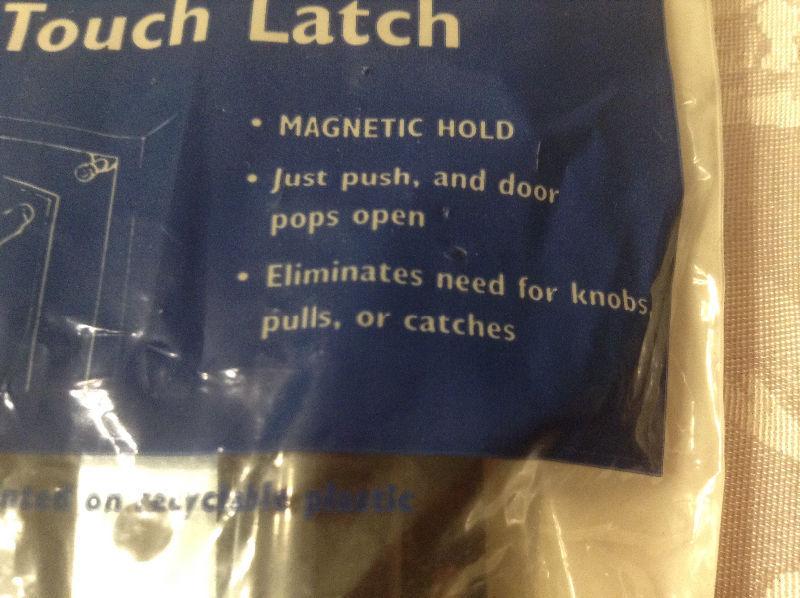 Touch Latch
• MAGNETIC HOLD
• Just push, and door
pops open
• Eliminates need for knobs,
pulls, or catches
on recyclable plastic